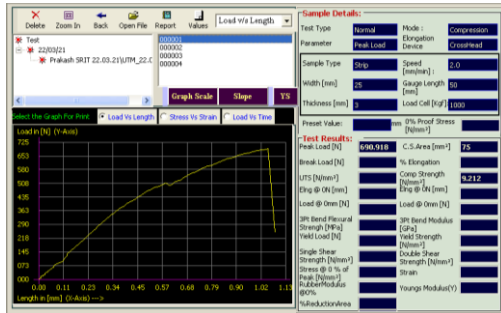 Delete Zoom In Back Open File Report Values Load V/s Length
Test
22/03/21
Prakash SRIT 22.03.21\UTM_22.0
000001
000002
000003
000004
Graph Scale Slope YS
Select the Graph For Print Load Vs Length Stress Vs Strain Load Vs Time
Load in [N] (Y-Axis)
725
653
580
508
435
363
290
218
145
073
000
0.00 0.11 0.23 0.34 0.45 0.57 0.68 0.79 0.90 1.02 1.13
Length in [mm] (X-Axis) --->
Sample Details:
Test Type Normal Mode : Compression
Parameter Peak Load Elongation Device CrossHead
Sample Type Strip Speed [mm/min] : 2.0
Width [mm] 25 Gauge Length [mm] 50
Thickness [mm] 3 Load Cell [Kgf] 1000
Preset Value: mm 0% Proof Stress [N/mm²]
Test Results:
Peak Load [N] 690.918 C.S.Area [mm²] 75
Break Load [N] % Elongation
UTS [N/mm²] Comp Strength [N/mm²] 9.212
Elng @ 0N [mm] Elng @ 0N [mm]
Load @ 0mm [N] Load @ 0mm [N]
3Pt Bend Flexural Strengh [MPa] 3Pt Bend Modulus [GPa]
Yield Load [N] Yield Strength [N/mm²]
Single Shear Strength [N/mm²] Double Shear Strength [N/mm²]
Stress @ 0 % of Peak [N/mm²] Strain
RubberModulus @0% Youngs Modulus(Y)
%ReductionArea